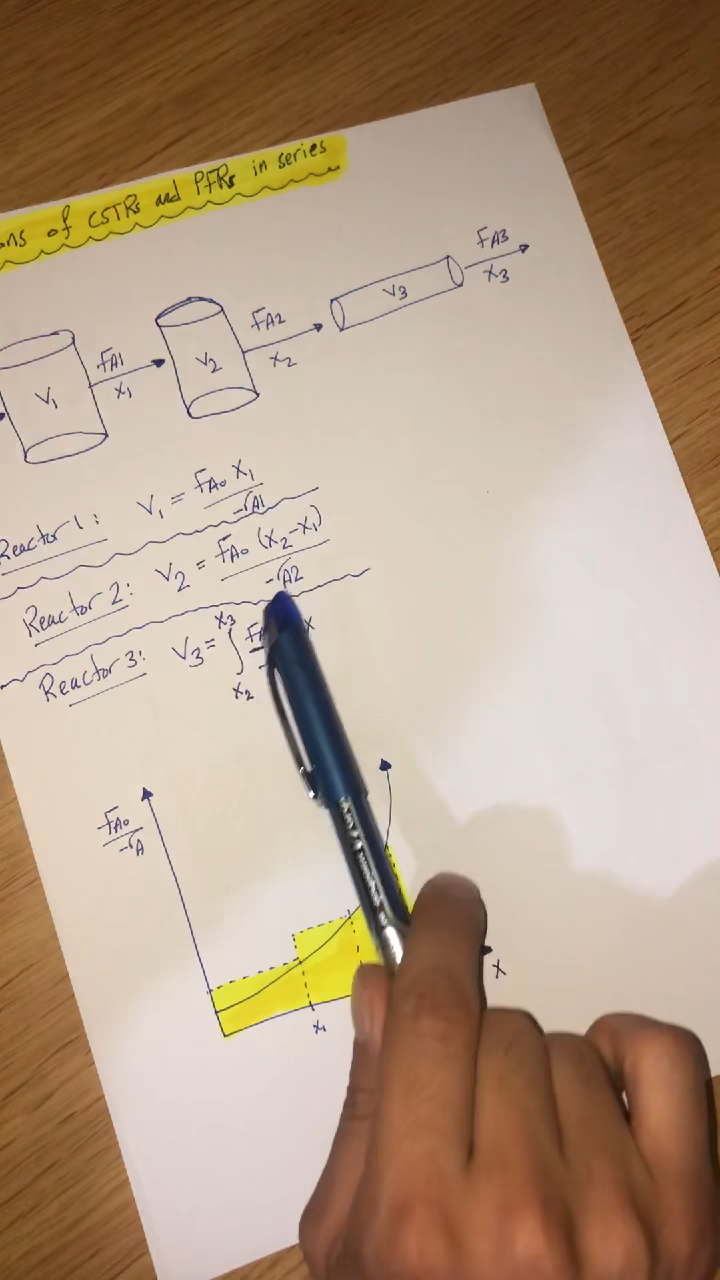 ons of CSTRs and PFRs in series
FA1
X1
FA2
X2
FA3
X3
V1
V2
V3
Reactor 1: V1 = FA0 X1 / -rA1
Reactor 2: V2 = FA0 (X2-X1) / -rA2
Reactor 3: V3 = ∫ X3 X2
FA0 / -rA
X1
X